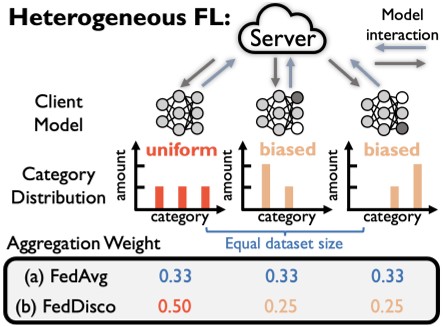 Heterogeneous FL:
Server
Model
interaction
Client
Model
uniform
biased
biased
Category
Distribution
amount
amount
amount
category
category
category
Aggregation Weight
Equal dataset size
(a) FedAvg 0.33 0.33 0.33
(b) FedDisco 0.50 0.25 0.25